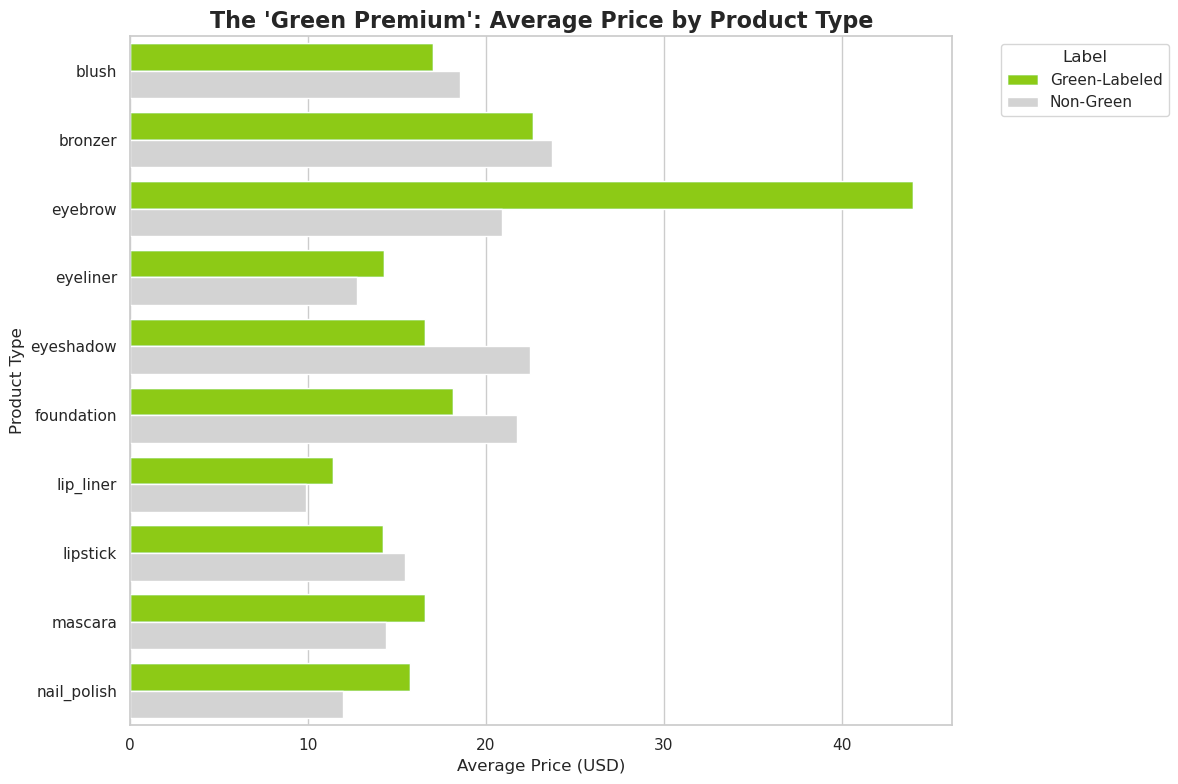 The 'Green Premium': Average Price by Product Type
Label
Green-Labeled
Non-Green
Product Type
blush
bronzer
eyebrow
eyeliner
eyeshadow
foundation
lip_liner
lipstick
mascara
nail_polish
0 10 20 30 40
Average Price (USD)